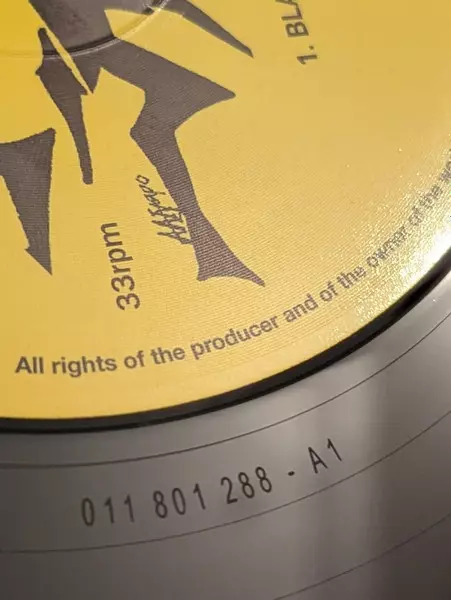 1. BLA
33rpm
All rights of the producer and of the owner of the wo
011 801 288 - A1